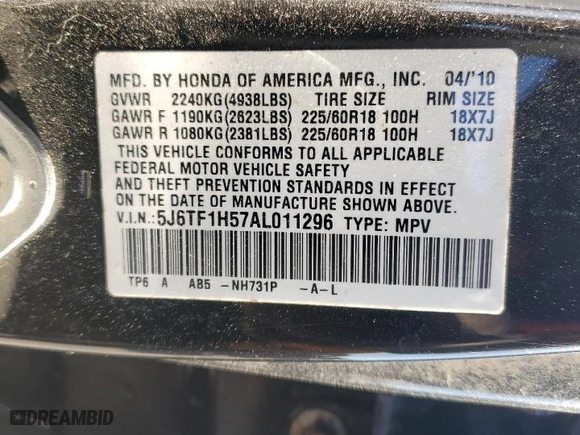 MFD. BY HONDA OF AMERICA MFG., INC. 04/'10
GVWR 2240KG(4938LBS) TIRE SIZE RIM SIZE
GAWR F 1190KG(2623LBS) 225/60R18 100H 18X7J
GAWR R 1080KG(2381LBS) 225/60R18 100H 18X7J
THIS VEHICLE CONFORMS TO ALL APPLICABLE
FEDERAL MOTOR VEHICLE SAFETY
AND THEFT PREVENTION STANDARDS IN EFFECT
ON THE DATE OF MANUFACTURE SHOWN ABOVE.
V.I.N.: 5J6TF1H57AL011296 TYPE: MPV
TP6 A AB5 -NH731P -A-L
DREAMBID